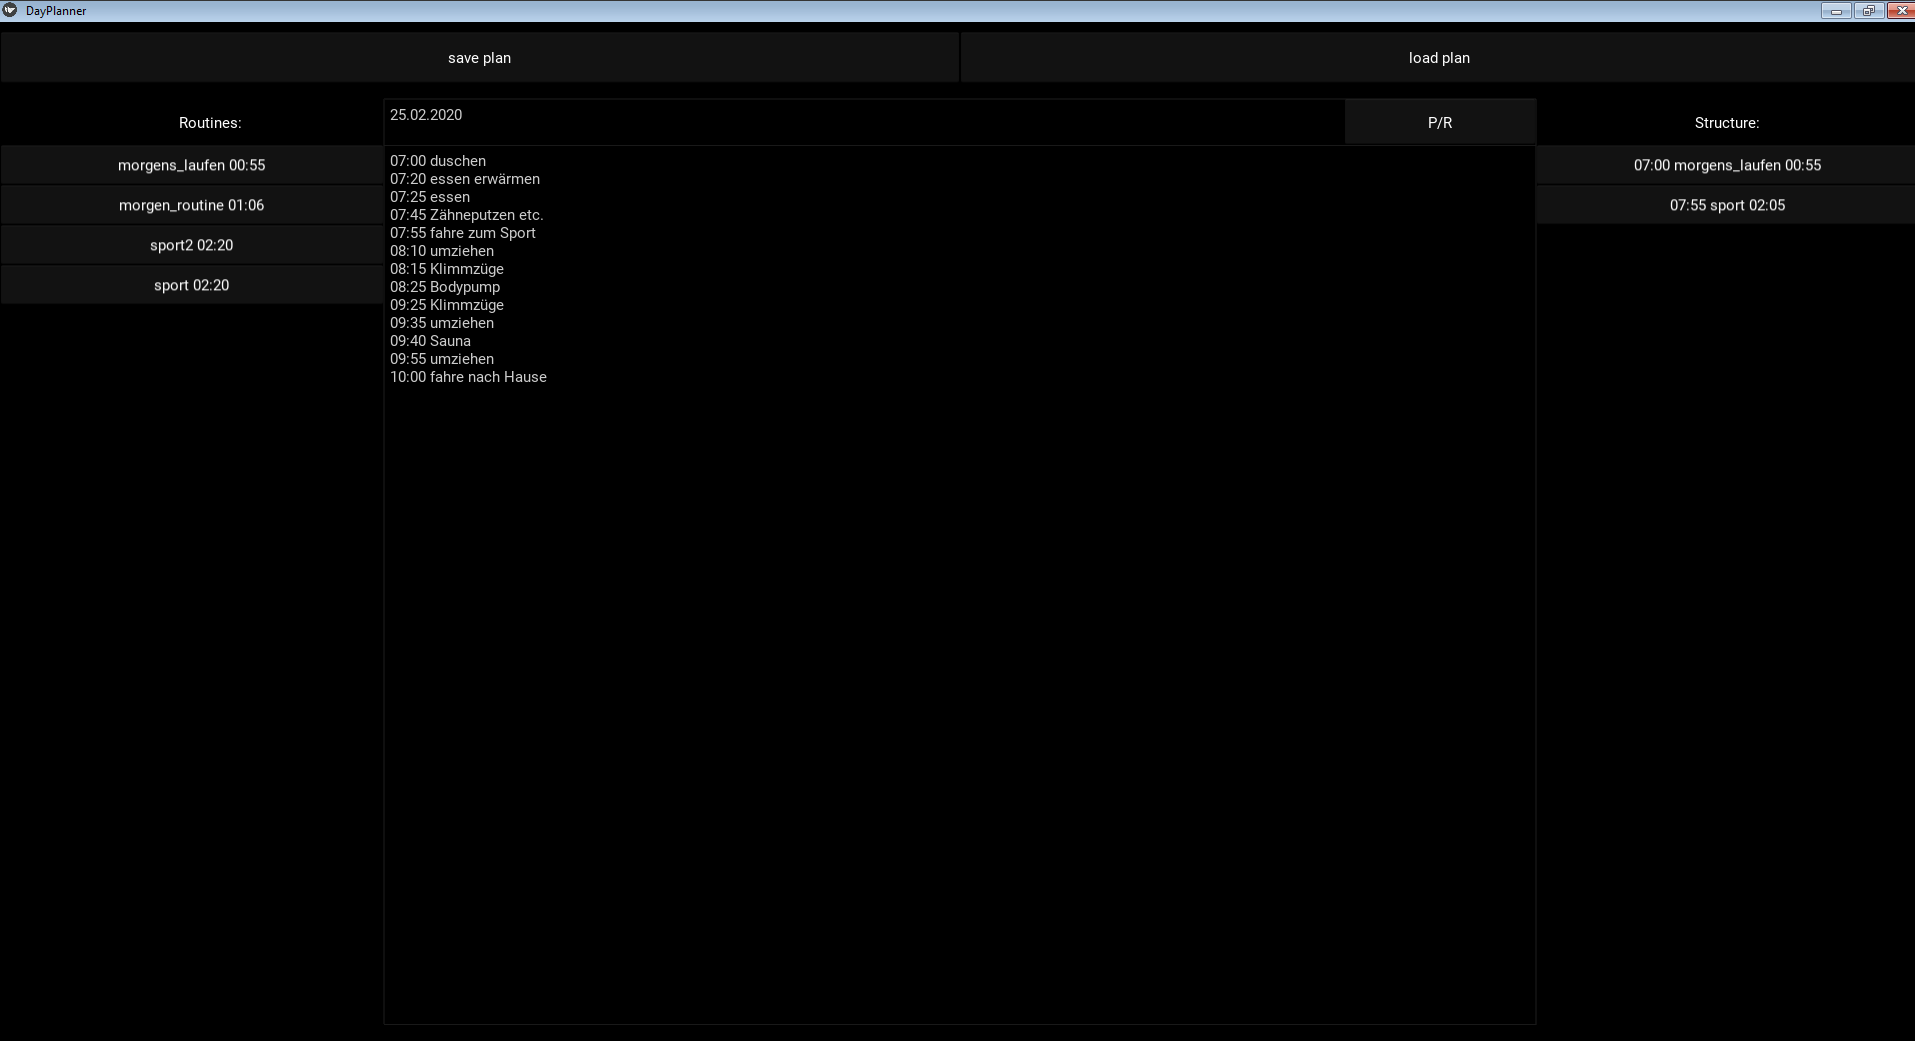 DayPlanner
save plan
load plan
Routines:
morgens_laufen 00:55
morgen_routine 01:06
sport2 02:20
sport 02:20
25.02.2020
P/R
07:00 duschen
07:20 essen erwärmen
07:25 essen
07:45 Zähneputzen etc.
07:55 fahre zum Sport
08:10 umziehen
08:15 Klimmzüge
08:25 Bodypump
09:25 Klimmzüge
09:35 umziehen
09:40 Sauna
09:55 umziehen
10:00 fahre nach Hause
Structure:
07:00 morgens_laufen 00:55
07:55 sport 02:05